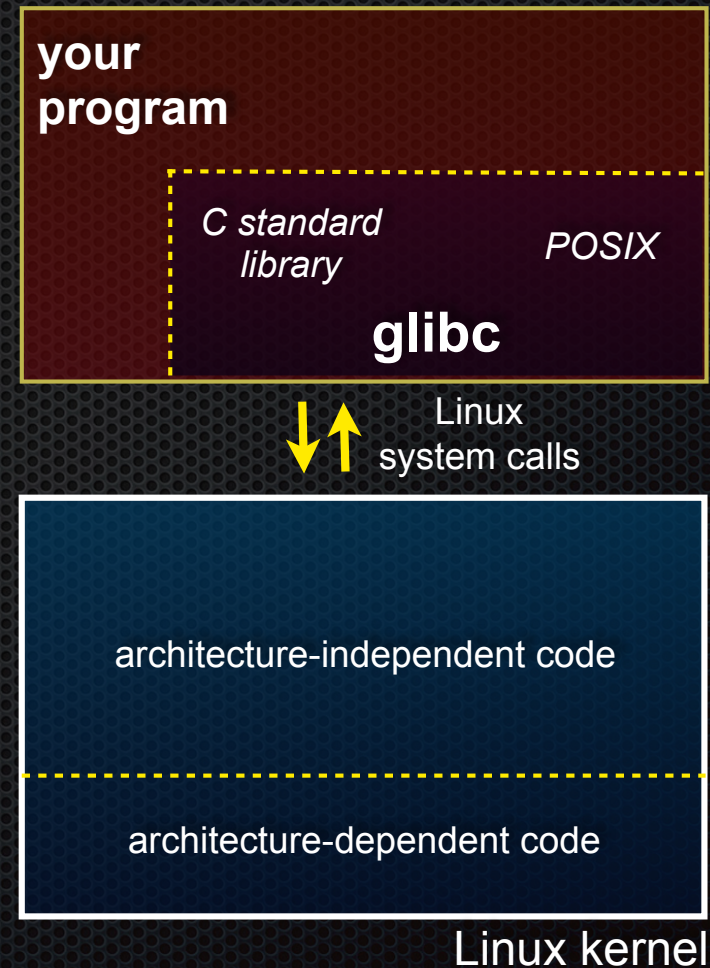 your
program
C standard
library
POSIX
glibc
Linux
system calls
architecture-independent code
architecture-dependent code
Linux kernel